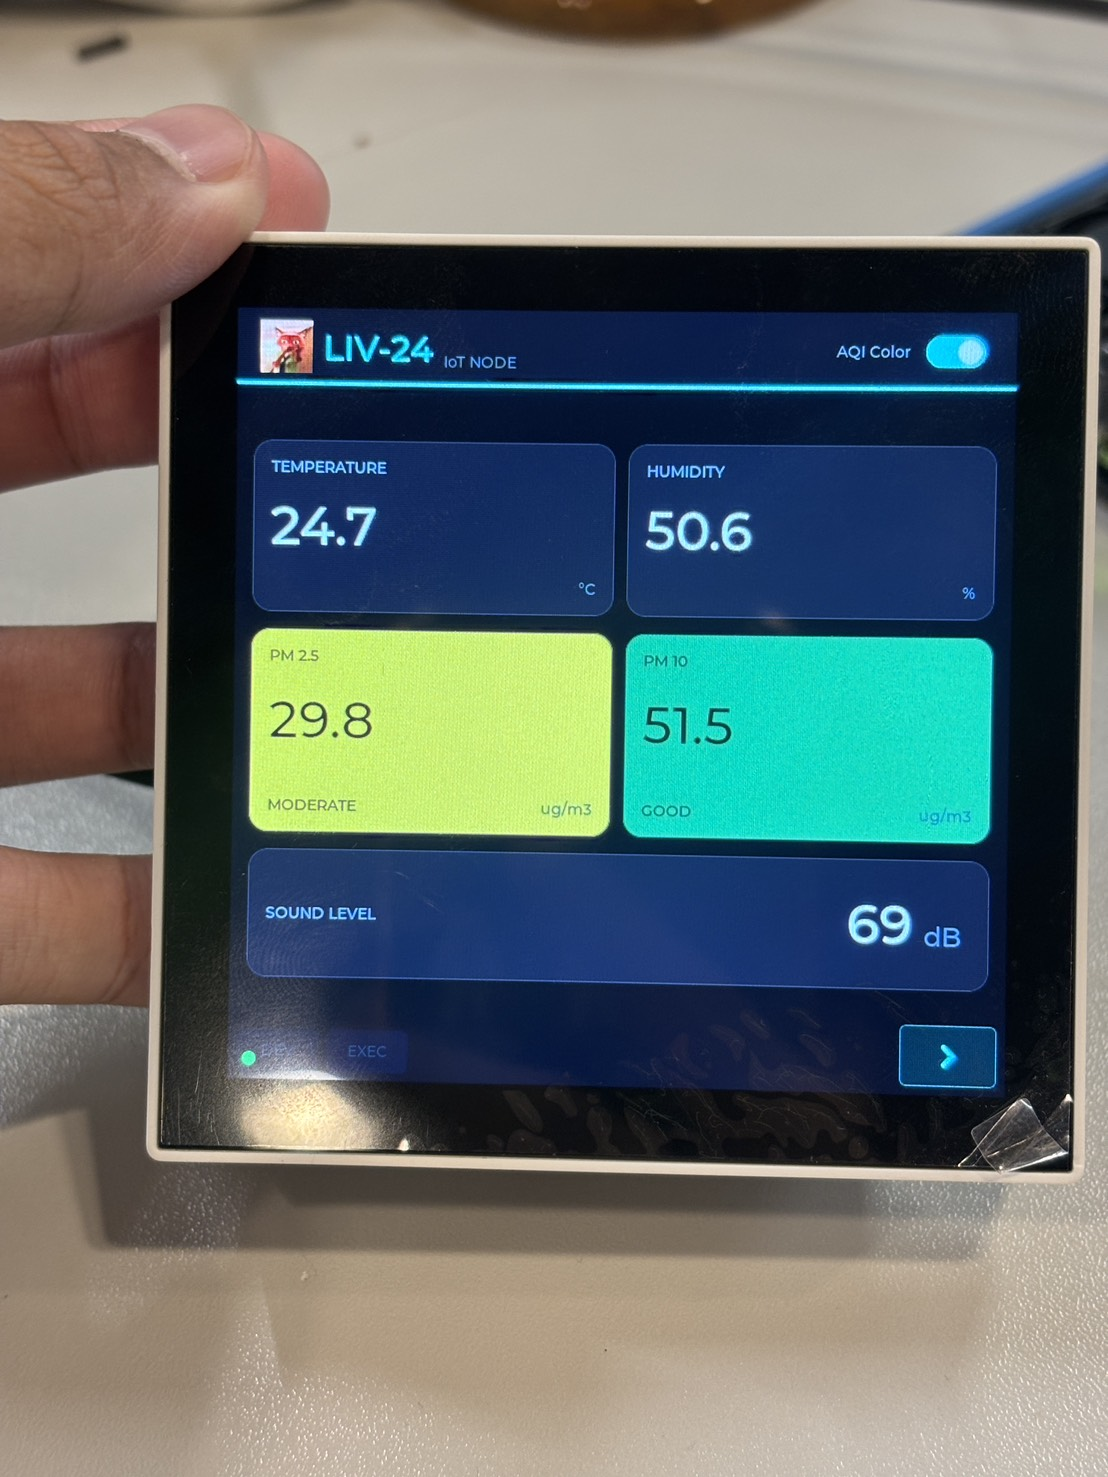 LIV-24 IoT NODE
AQI Color
TEMPERATURE
24.7
°C
HUMIDITY
50.6
%
PM 2.5
29.8
MODERATE ug/m3
PM 10
51.5
GOOD ug/m3
SOUND LEVEL
69 dB
EXEC